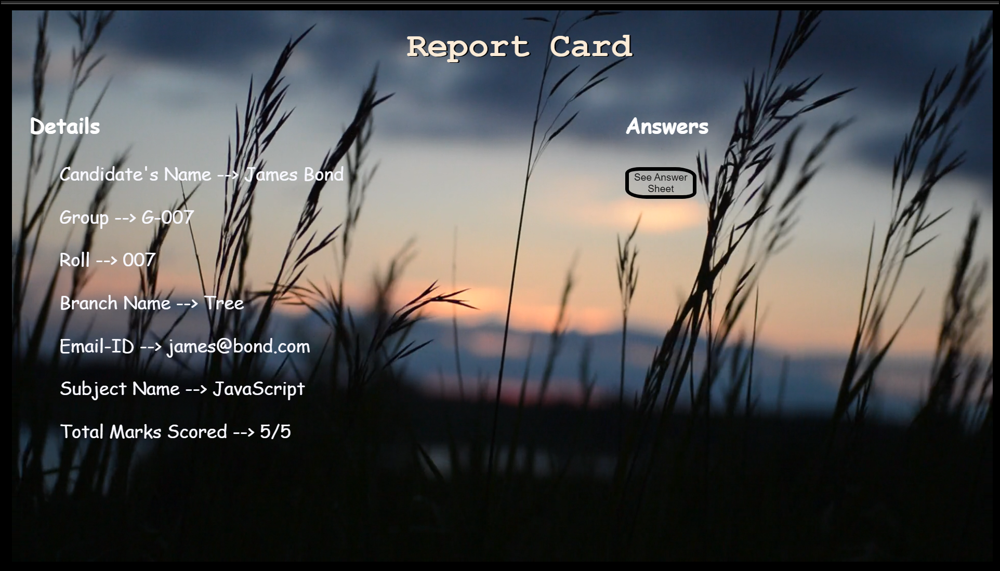 Report Card
Details
Candidate's Name --> James Bond
Group --> G-007
Roll --> 007
Branch Name --> Tree
Email-ID --> james@bond.com
Subject Name --> JavaScript
Total Marks Scored --> 5/5
Answers
See Answer
Sheet